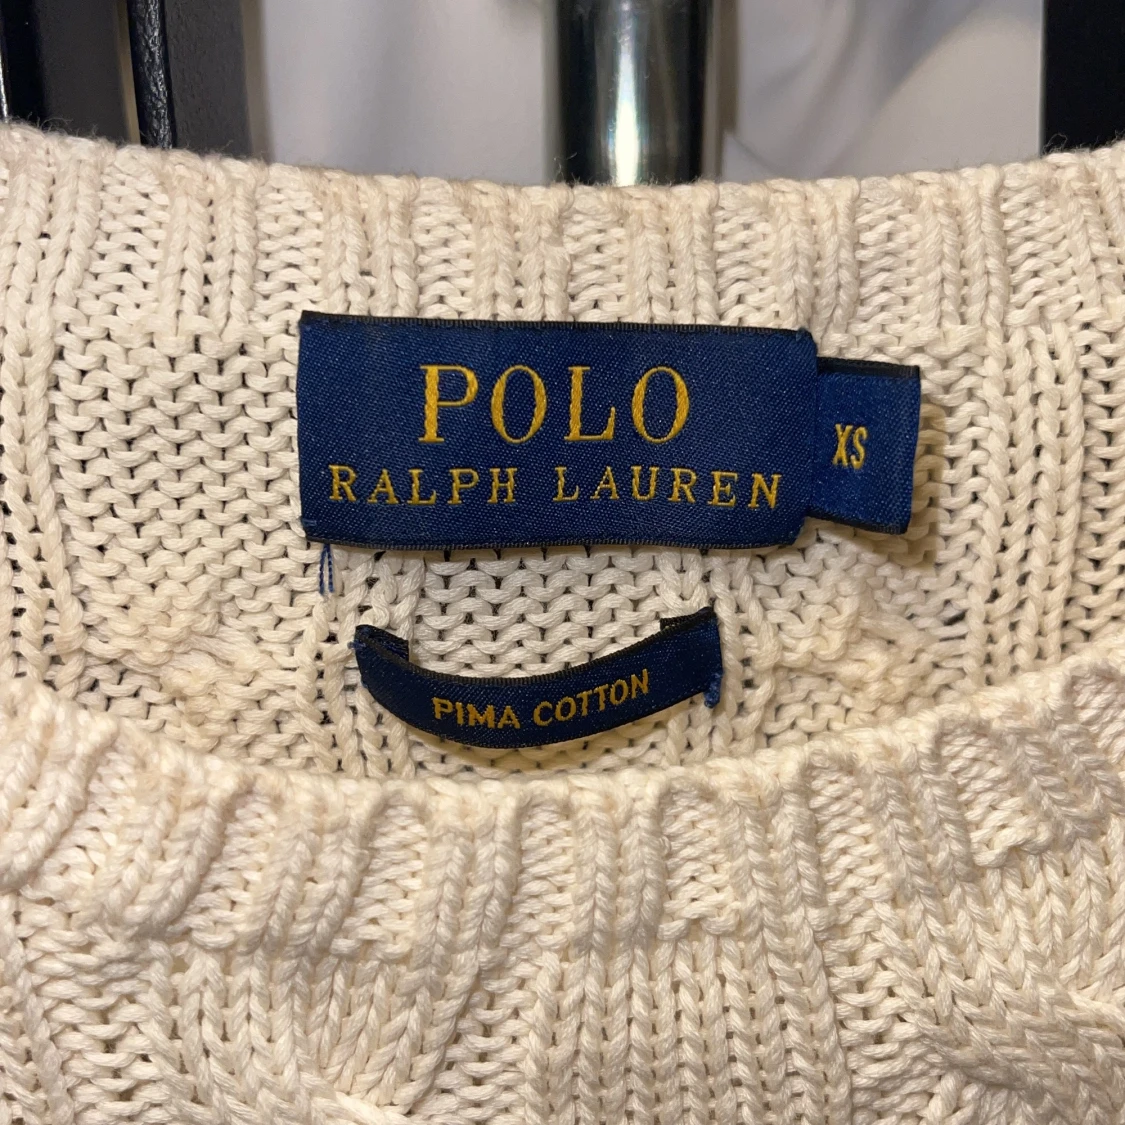 POLO
RALPH LAUREN
XS
PIMA COTTON